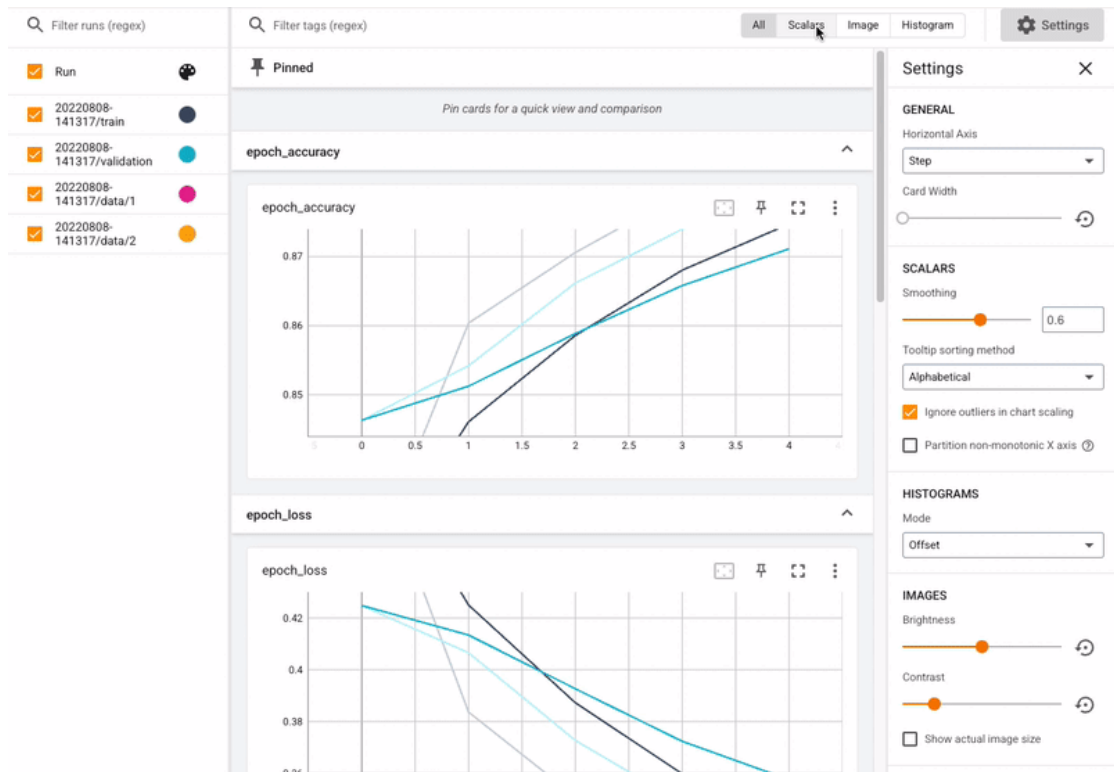 Filter runs (regex)
Filter tags (regex)
All
Scalars
Image
Histogram
Settings
Run
20220808-
141317/train
20220808-
141317/validation
20220808-
141317/data/1
20220808-
141317/data/2
Pinned
Pin cards for a quick view and comparison
epoch_accuracy
epoch_accuracy
0.87
0.86
0.85
0 0.5 1 1.5 2 2.5 3 3.5 4
epoch_loss
epoch_loss
0.42
0.4
0.38
Settings
GENERAL
Horizontal Axis
Step
Card Width
SCALARS
Smoothing
0.6
Tooltip sorting method
Alphabetical
Ignore outliers in chart scaling
Partition non-monotonic X axis
HISTOGRAMS
Mode
Offset
IMAGES
Brightness
Contrast
Show actual image size